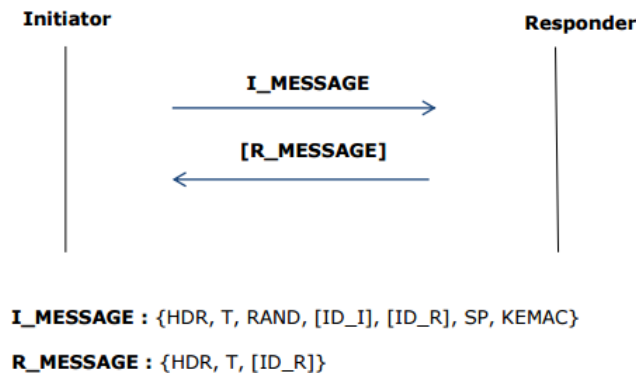 Initiator
Responder
I_MESSAGE
[R_MESSAGE]
I_MESSAGE : {HDR, T, RAND, [ID_I], [ID_R], SP, KEMAC}
R_MESSAGE : {HDR, T, [ID_R]}